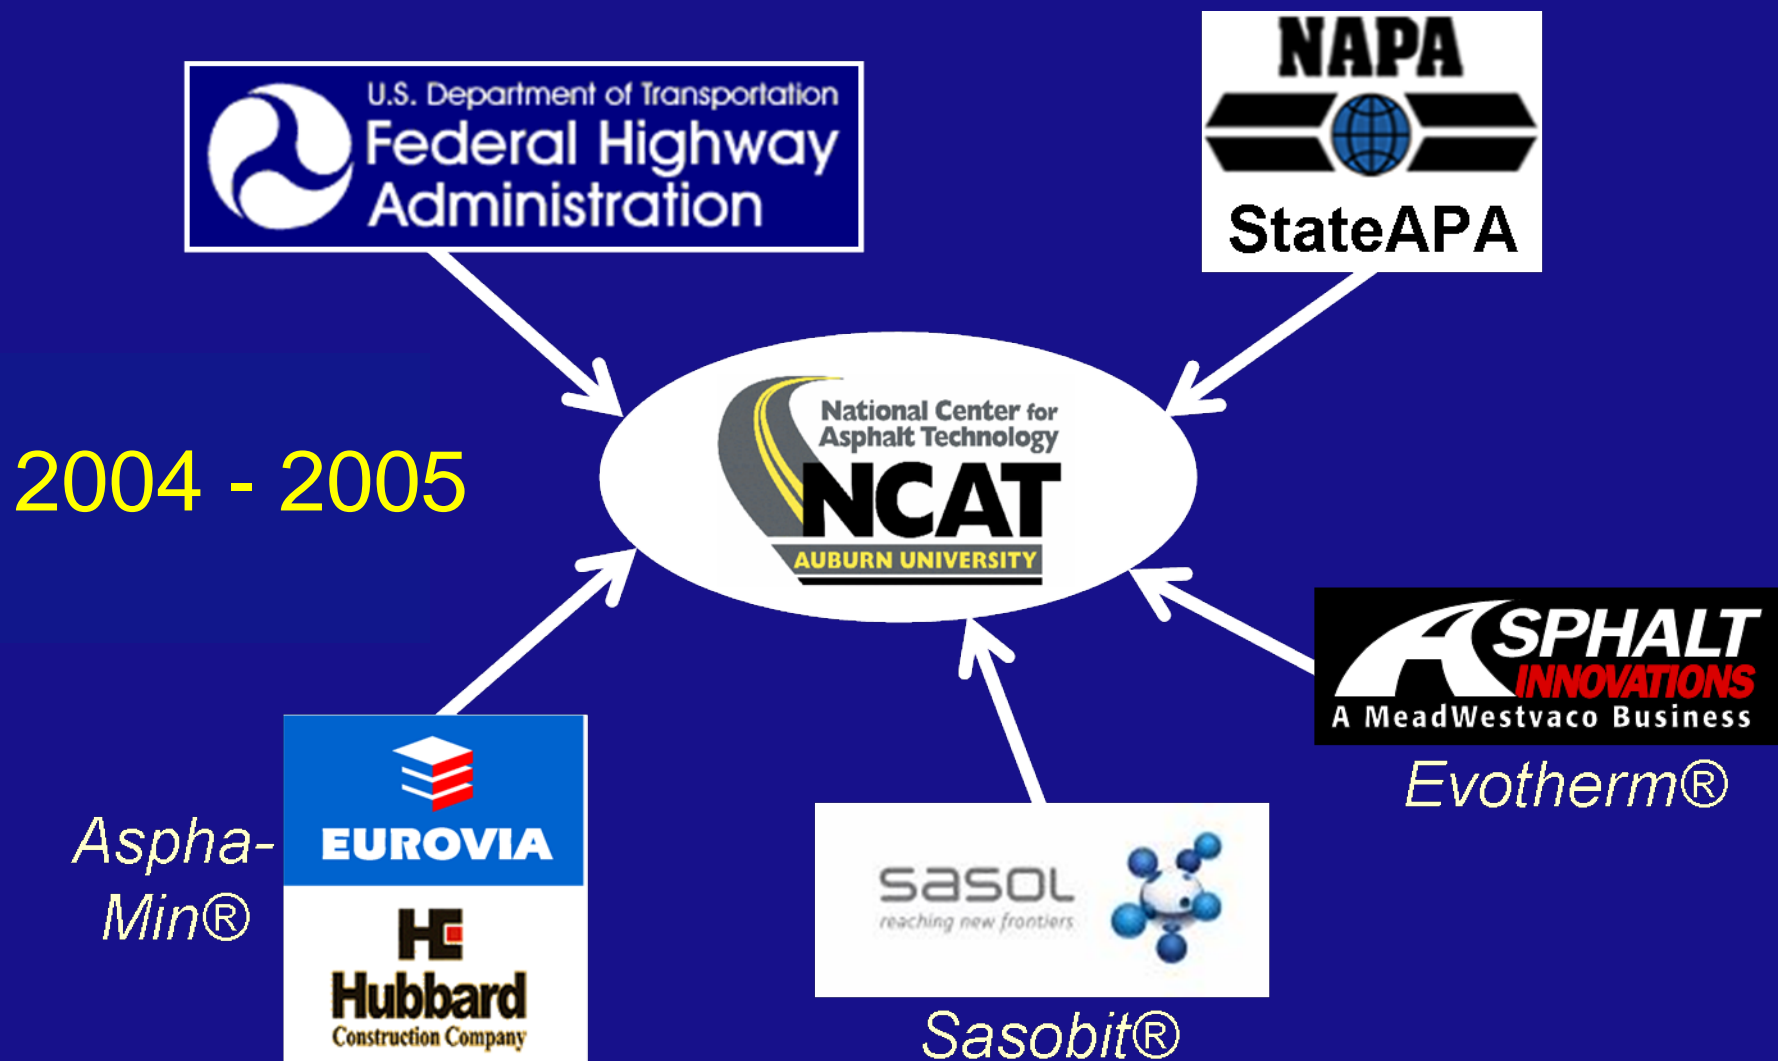 U.S. Department of Transportation
Federal Highway
Administration
NAPA
StateAPA
National Center for
Asphalt Technology
NCAT
AUBURN UNIVERSITY
2004 - 2005
ASPHALT
INNOVATIONS
A MeadWestvaco Business
Evotherm®
Aspha-
Min®
EUROVIA
HC
Hubbard
Construction Company
sasol
reaching new frontiers
Sasobit®